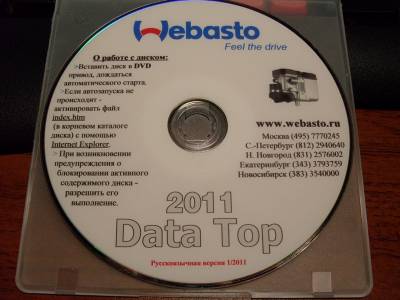 Webasto
Feel the drive
О работе с диском:
>Вставить диск в DVD
привод, дождаться
автоматического старта.
>Если автозапуска не
происходит -
активировать файл
index.htm
(в корневом каталоге
диска) с помощью
Internet Explorer.
> При возникновении
предупреждения о
блокировании активного
содержимого диска -
разрешить его
выполнение.
www.webasto.ru
Москва (495) 7770245
С.-Петербург (812) 2940640
Н. Новгород (831) 2576002
Екатеринбург (343) 3793759
Новосибирск (383) 3540000
2011
Data Top
Русскоязычная версия 1/2011